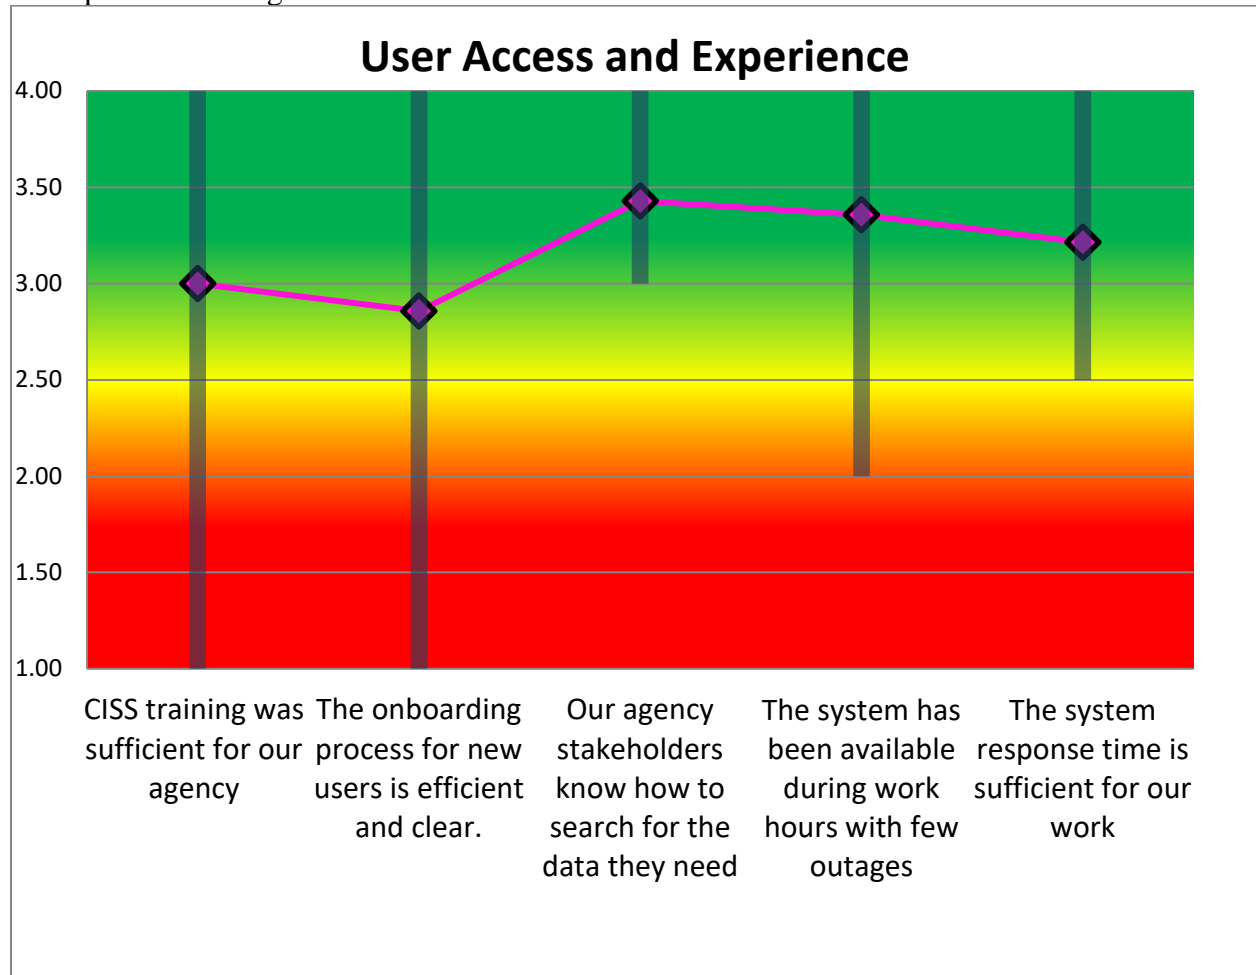 User Access and Experience
4.00
3.50
3.00
2.50
2.00
1.50
1.00
CISS training was
sufficient for our
agency
The onboarding
process for new
users is efficient
and clear.
Our agency
stakeholders
know how to
search for the
data they need
The system has
been available
during work
hours with few
outages
The system
response time is
sufficient for our
work